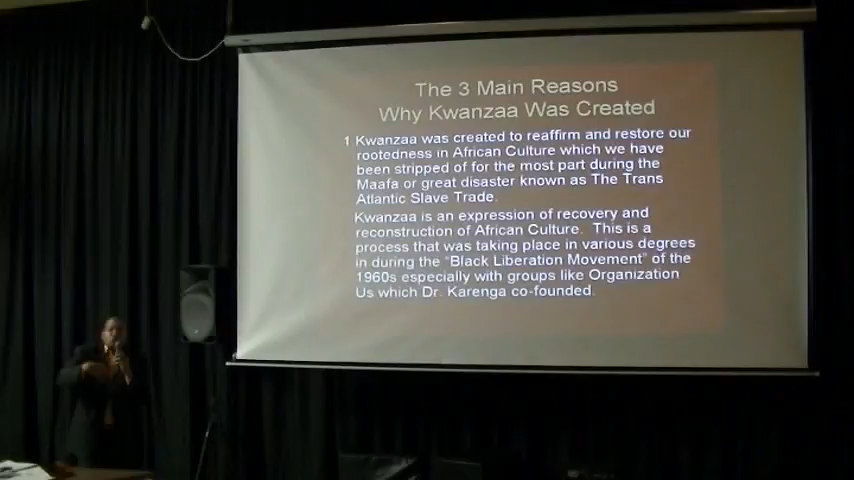 The 3 Main Reasons
Why Kwanzaa Was Created
1 Kwanzaa was created to reaffirm and restore our
rootedness in African Culture which we have
been stripped of for the most part during the
Maafa or great disaster known as The Trans
Atlantic Slave Trade.
Kwanzaa is an expression of recovery and
reconstruction of African Culture. This is a
process that was taking place in various degrees
in during the “Black Liberation Movement” of the
1960s especially with groups like Organization
Us which Dr. Karenga co-founded.